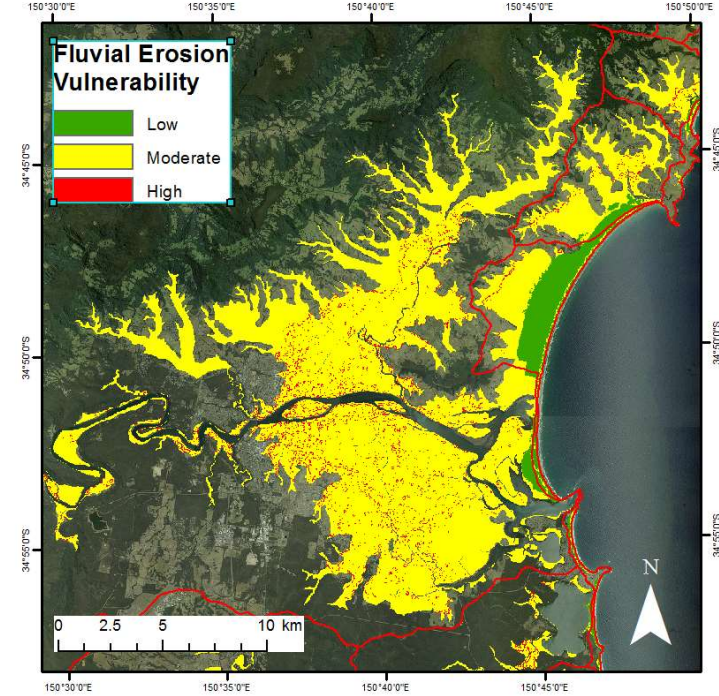 150°30'0"E 150°35'0"E 150°40'0"E 150°45'0"E 150°50'0"E
Fluvial Erosion
Vulnerability
Low
Moderate
High
34°45'0"S
34°45'0"S
34°50'0"S
34°50'0"S
34°55'0"S
34°55'0"S
N
0 2.5 5 10 km
150°30'0"E 150°35'0"E 150°40'0"E 150°45'0"E